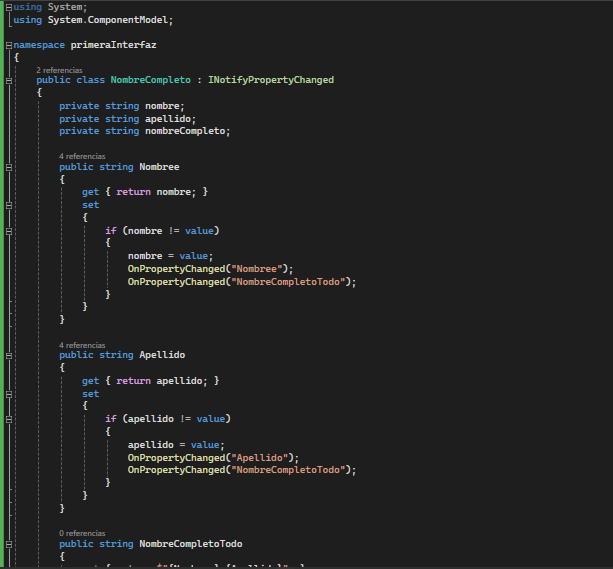 using System;
using System.ComponentModel;
namespace primeraInterfaz
{
2 referencias
public class NombreCompleto : INotifyPropertyChanged
{
private string nombre;
private string apellido;
private string nombreCompleto;
4 referencias
public string Nombree
{
get { return nombre; }
set
{
if (nombre != value)
{
nombre = value;
OnPropertyChanged("Nombree");
OnPropertyChanged("NombreCompletoTodo");
}
}
}
4 referencias
public string Apellido
{
get { return apellido; }
set
{
if (apellido != value)
{
apellido = value;
OnPropertyChanged("Apellido");
OnPropertyChanged("NombreCompletoTodo");
}
}
}
0 referencias
public string NombreCompletoTodo
{